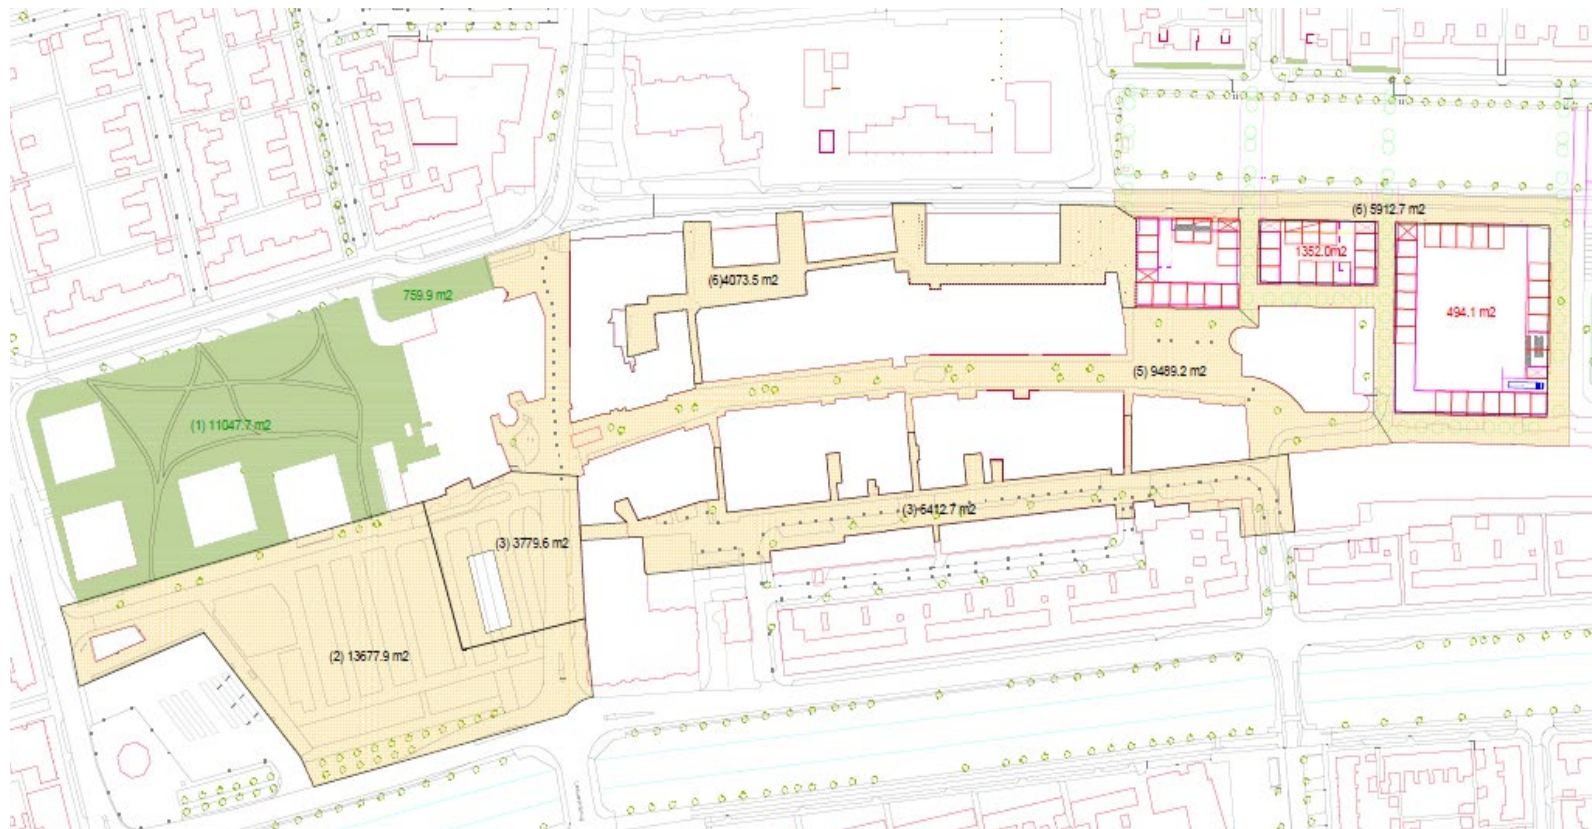 (6) 5912.7 m2
1352.0m2
(6)4073.5 m2
759.9 m2
494.1 m2
(5) 9489.2 m2
(1) 11047.7 m2
(3) 6412.7 m2
(3) 3779.6 m2
(2) 13677.9 m2